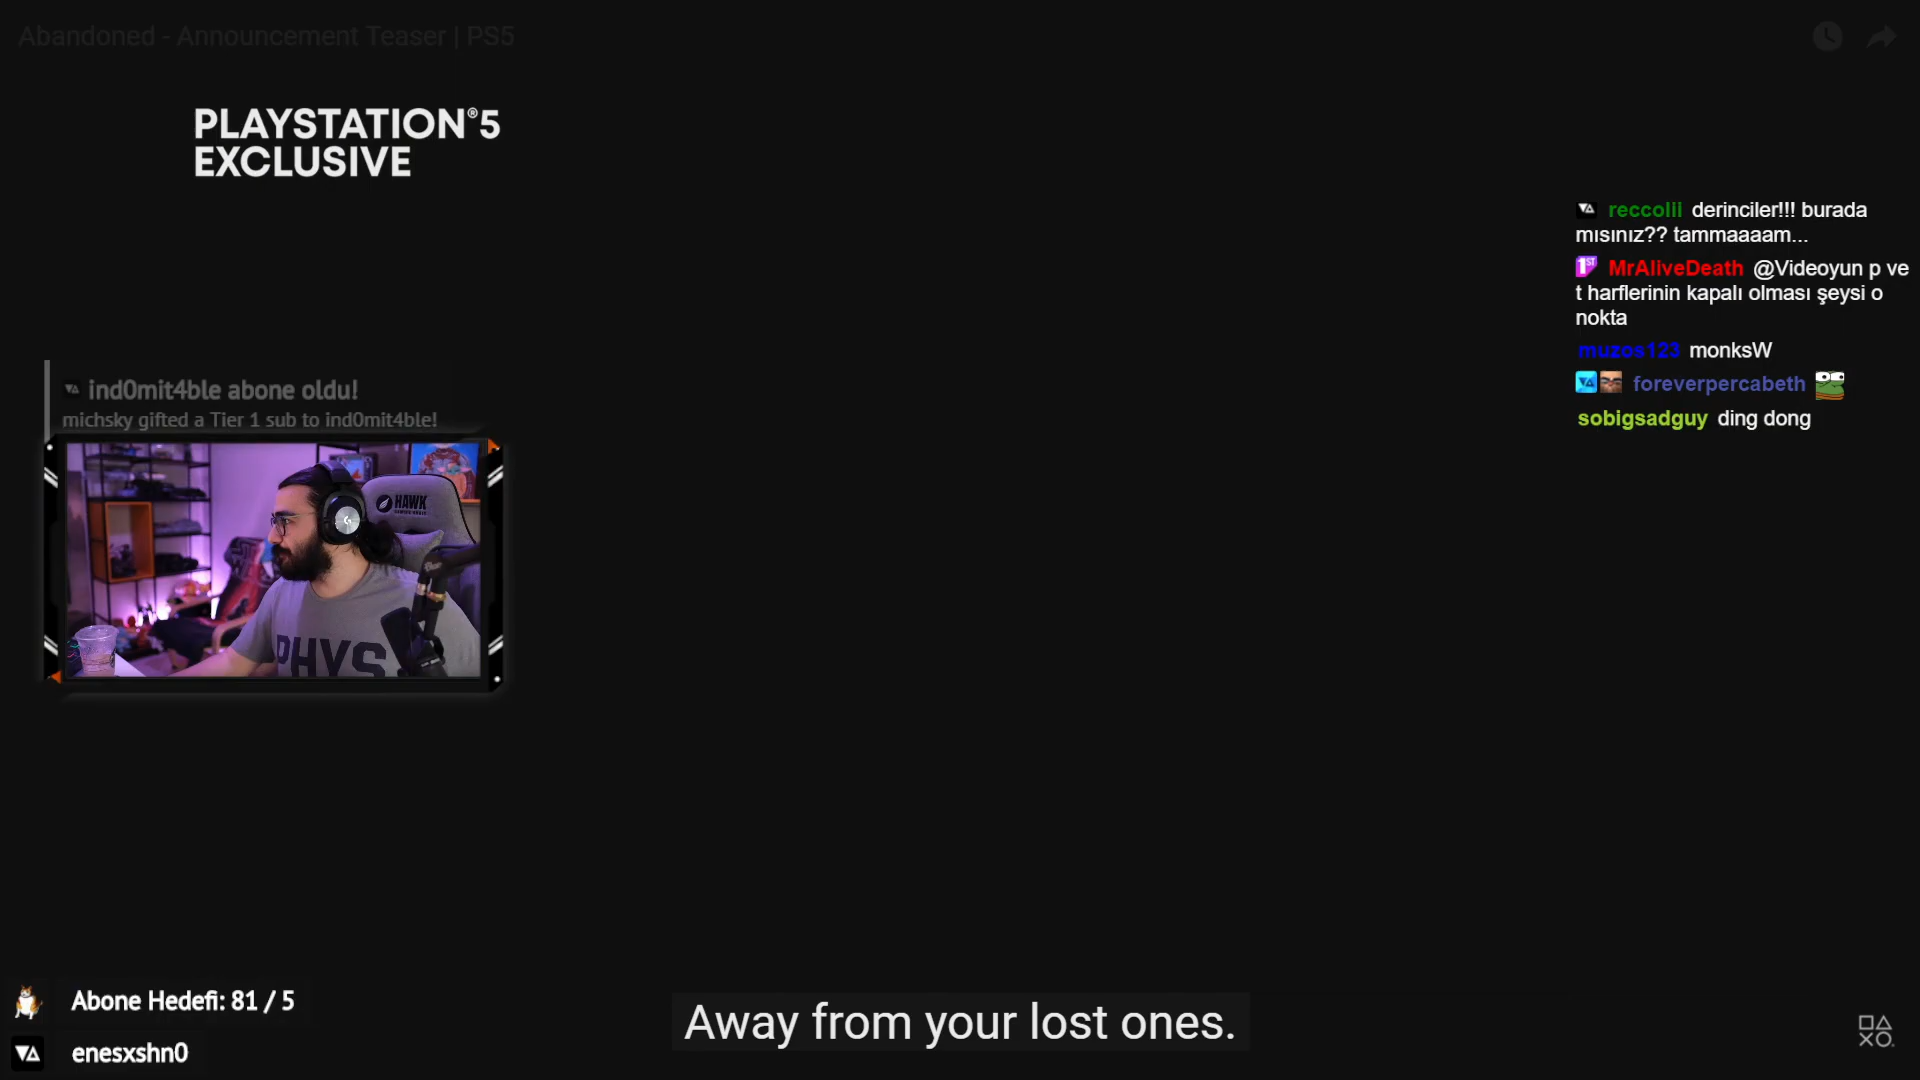 Abandoned - Announcement Teaser | PS5
PLAYSTATION®5
EXCLUSIVE
reccolii derinciler!!! burada
mısınız?? tammaaaam...
1ST MrAliveDeath @Videoyun p ve
t harflerinin kapalı olması şeysi o
nokta
muzos123 monksW
foreverpercabeth
sobigsadguy ding dong
ind0mit4ble abone oldu!
michsky gifted a Tier 1 sub to ind0mit4ble!
HAWK
PHYS
Abone Hedefi: 81 / 5
enesxshn0
Away from your lost ones.